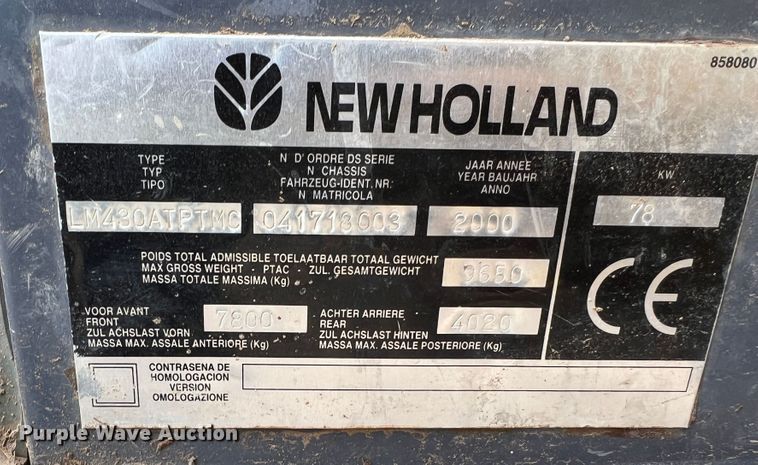 858080
NEW HOLLAND
TYPE
TYP
TIPO
N D'ORDRE DS SERIE
N CHASSIS
FAHRZEUG-IDENT. NR.
N MATRICOLA
JAAR ANNEE
YEAR BAUJAHR
ANNO
KW
LM430ATPTMG 041718003 2000 78
POIDS TOTAL ADMISSIBLE TOELAATBAAR TOTAAL GEWICHT
MAX GROSS WEIGHT - PTAC - ZUL. GESAMTGEWICHT
MASSA TOTALE MASSIMA (Kg)
9650
CE
VOOR AVANT
FRONT
ZUL ACHSLAST VORN
MASSA MAX. ASSALE ANTERIORE (Kg)
7800
ACHTER ARRIERE
REAR
ZUL ACHSLAST HINTEN
MASSA MAX. ASSALE POSTERIORE (Kg)
4020
CONTRASENA DE
HOMOLOGACION
VERSION
OMOLOGAZIONE
Purple Wave Auction